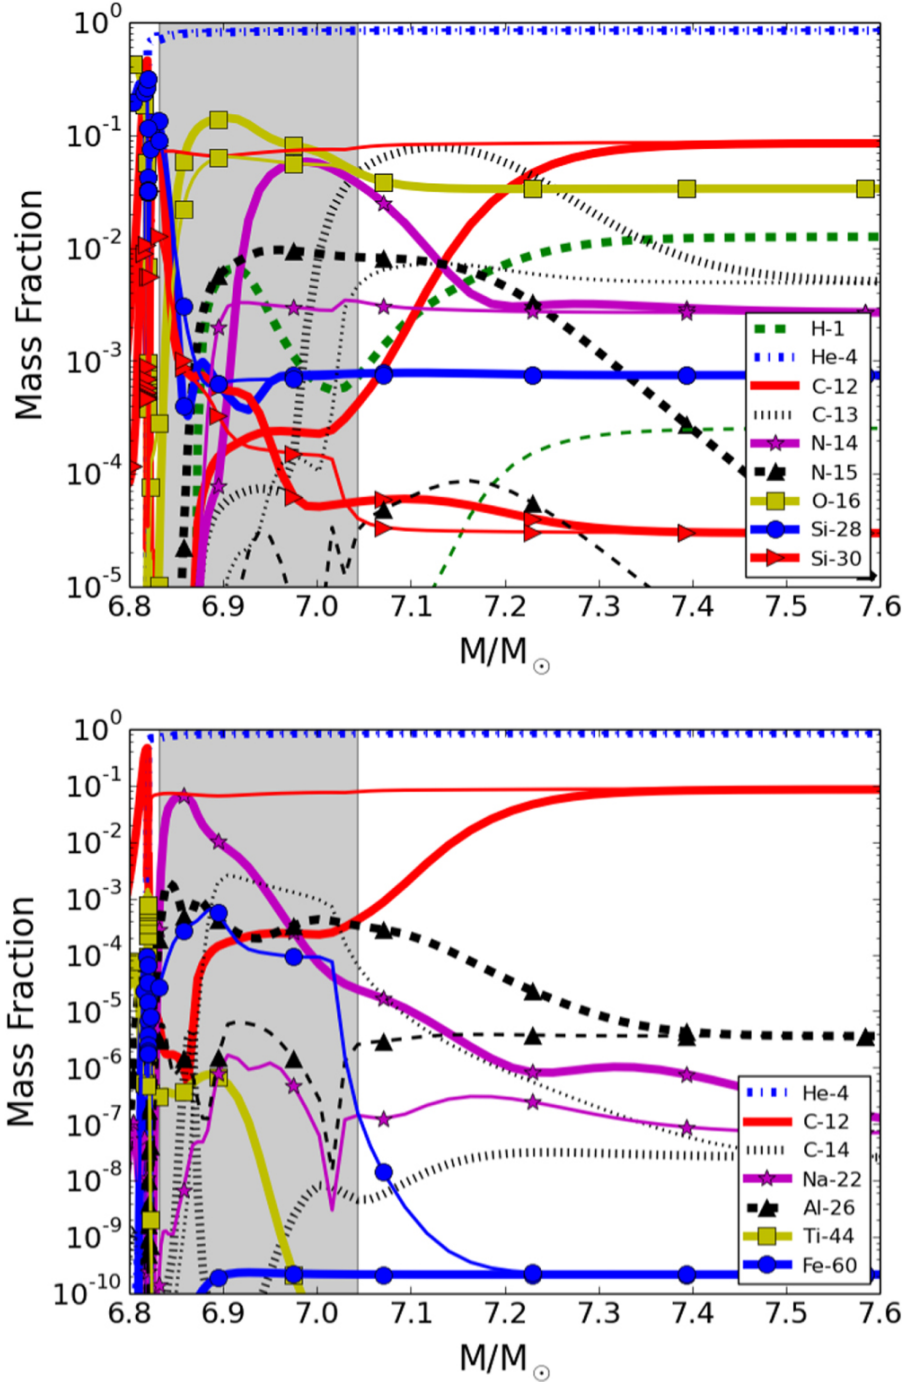 10^0
10^-1
10^-2
10^-3
10^-4
10^-5
Mass Fraction
H-1
He-4
C-12
C-13
N-14
N-15
O-16
Si-28
Si-30
6.8 6.9 7.0 7.1 7.2 7.3 7.4 7.5 7.6
M/M☉
10^0
10^-1
10^-2
10^-3
10^-4
10^-5
10^-6
10^-7
10^-8
10^-9
10^-10
Mass Fraction
He-4
C-12
C-14
Na-22
Al-26
Ti-44
Fe-60
6.8 6.9 7.0 7.1 7.2 7.3 7.4 7.5 7.6
M/M☉